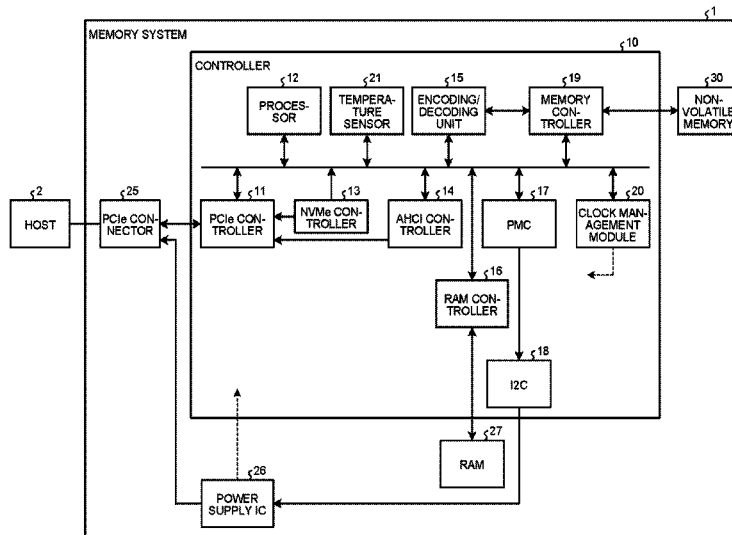 1
MEMORY SYSTEM
10
CONTROLLER
12
PROCES-
SOR
21
TEMPERA-
TURE
SENSOR
15
ENCODING/
DECODING
UNIT
19
MEMORY
CON-
TROLLER
30
NON-
VOLATILE
MEMORY
2
HOST
25
PCIe CON-
NECTOR
11
PCIe CON-
TROLLER
13
NVMe CON-
TROLLER
14
AHCI CON-
TROLLER
17
PMC
20
CLOCK MAN-
AGEMENT
MODULE
16
RAM CON-
TROLLER
18
I2C
27
RAM
26
POWER
SUPPLY IC